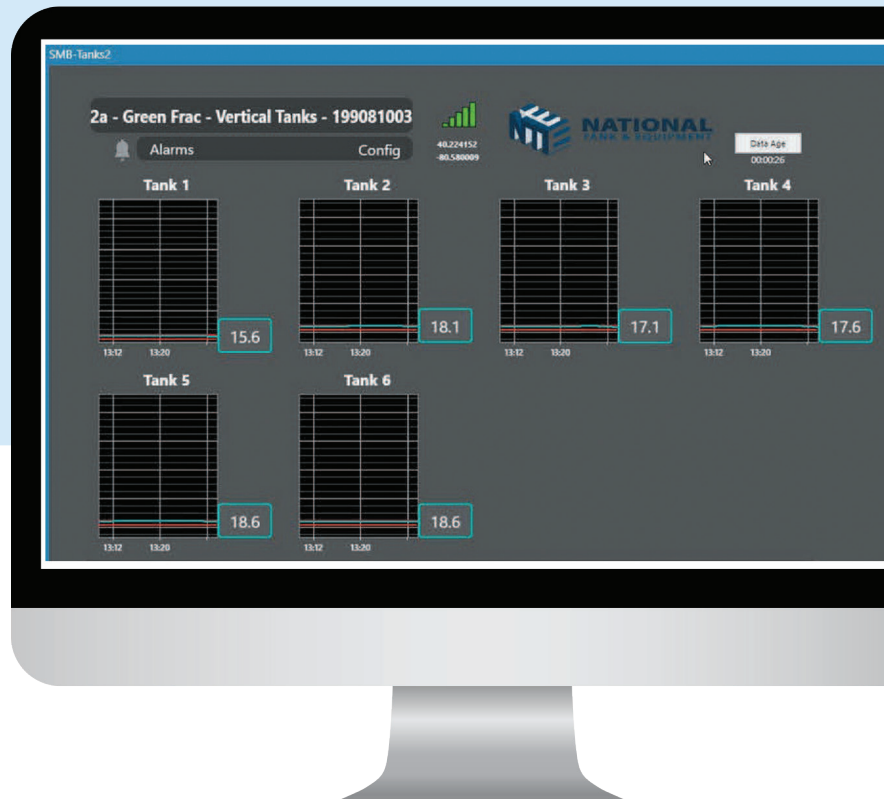 SMB-Tanks2
2a - Green Frac - Vertical Tanks - 199081003
Alarms Config
40.224152
-80.580009
NTE NATIONAL
TANK & EQUIPMENT
Data Age
00:00:26
Tank 1 Tank 2 Tank 3 Tank 4
15.6 18.1 17.1 17.6
13:12 13:20 13:12 13:20 13:12 13:20 13:12 13:20
Tank 5 Tank 6
18.6 18.6
13:12 13:20 13:12 13:20